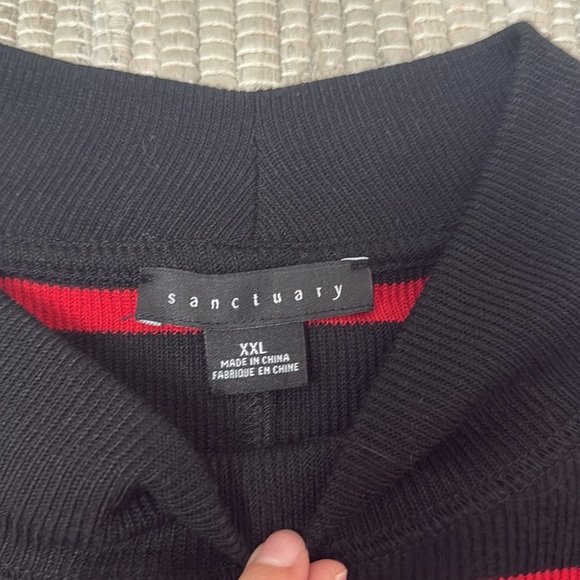 sanctuary
XXL
MADE IN CHINA
FABRIQUE EN CHINE